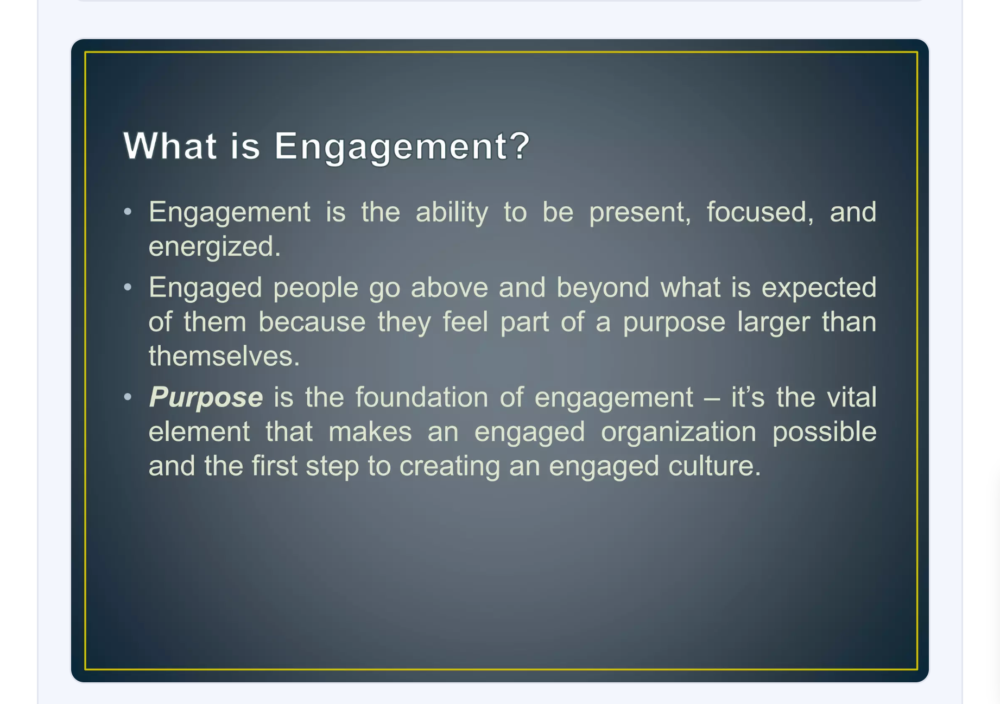 What is Engagement?
• Engagement is the ability to be present, focused, and
energized.
• Engaged people go above and beyond what is expected
of them because they feel part of a purpose larger than
themselves.
• Purpose is the foundation of engagement – it’s the vital
element that makes an engaged organization possible
and the first step to creating an engaged culture.